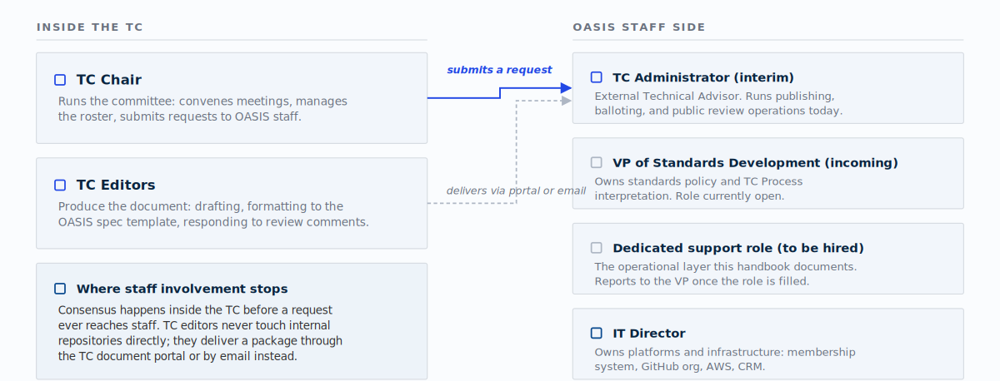 INSIDE THE TC
TC Chair
Runs the committee: convenes meetings, manages
the roster, submits requests to OASIS staff.
TC Editors
Produce the document: drafting, formatting to the
OASIS spec template, responding to review comments.
Where staff involvement stops
Consensus happens inside the TC before a request
ever reaches staff. TC editors never touch internal
repositories directly; they deliver a package through
the TC document portal or by email instead.
submits a request
delivers via portal or email
OASIS STAFF SIDE
TC Administrator (interim)
External Technical Advisor. Runs publishing,
balloting, and public review operations today.
VP of Standards Development (incoming)
Owns standards policy and TC Process
interpretation. Role currently open.
Dedicated support role (to be hired)
The operational layer this handbook documents.
Reports to the VP once the role is filled.
IT Director
Owns platforms and infrastructure: membership
system, GitHub org, AWS, CRM.